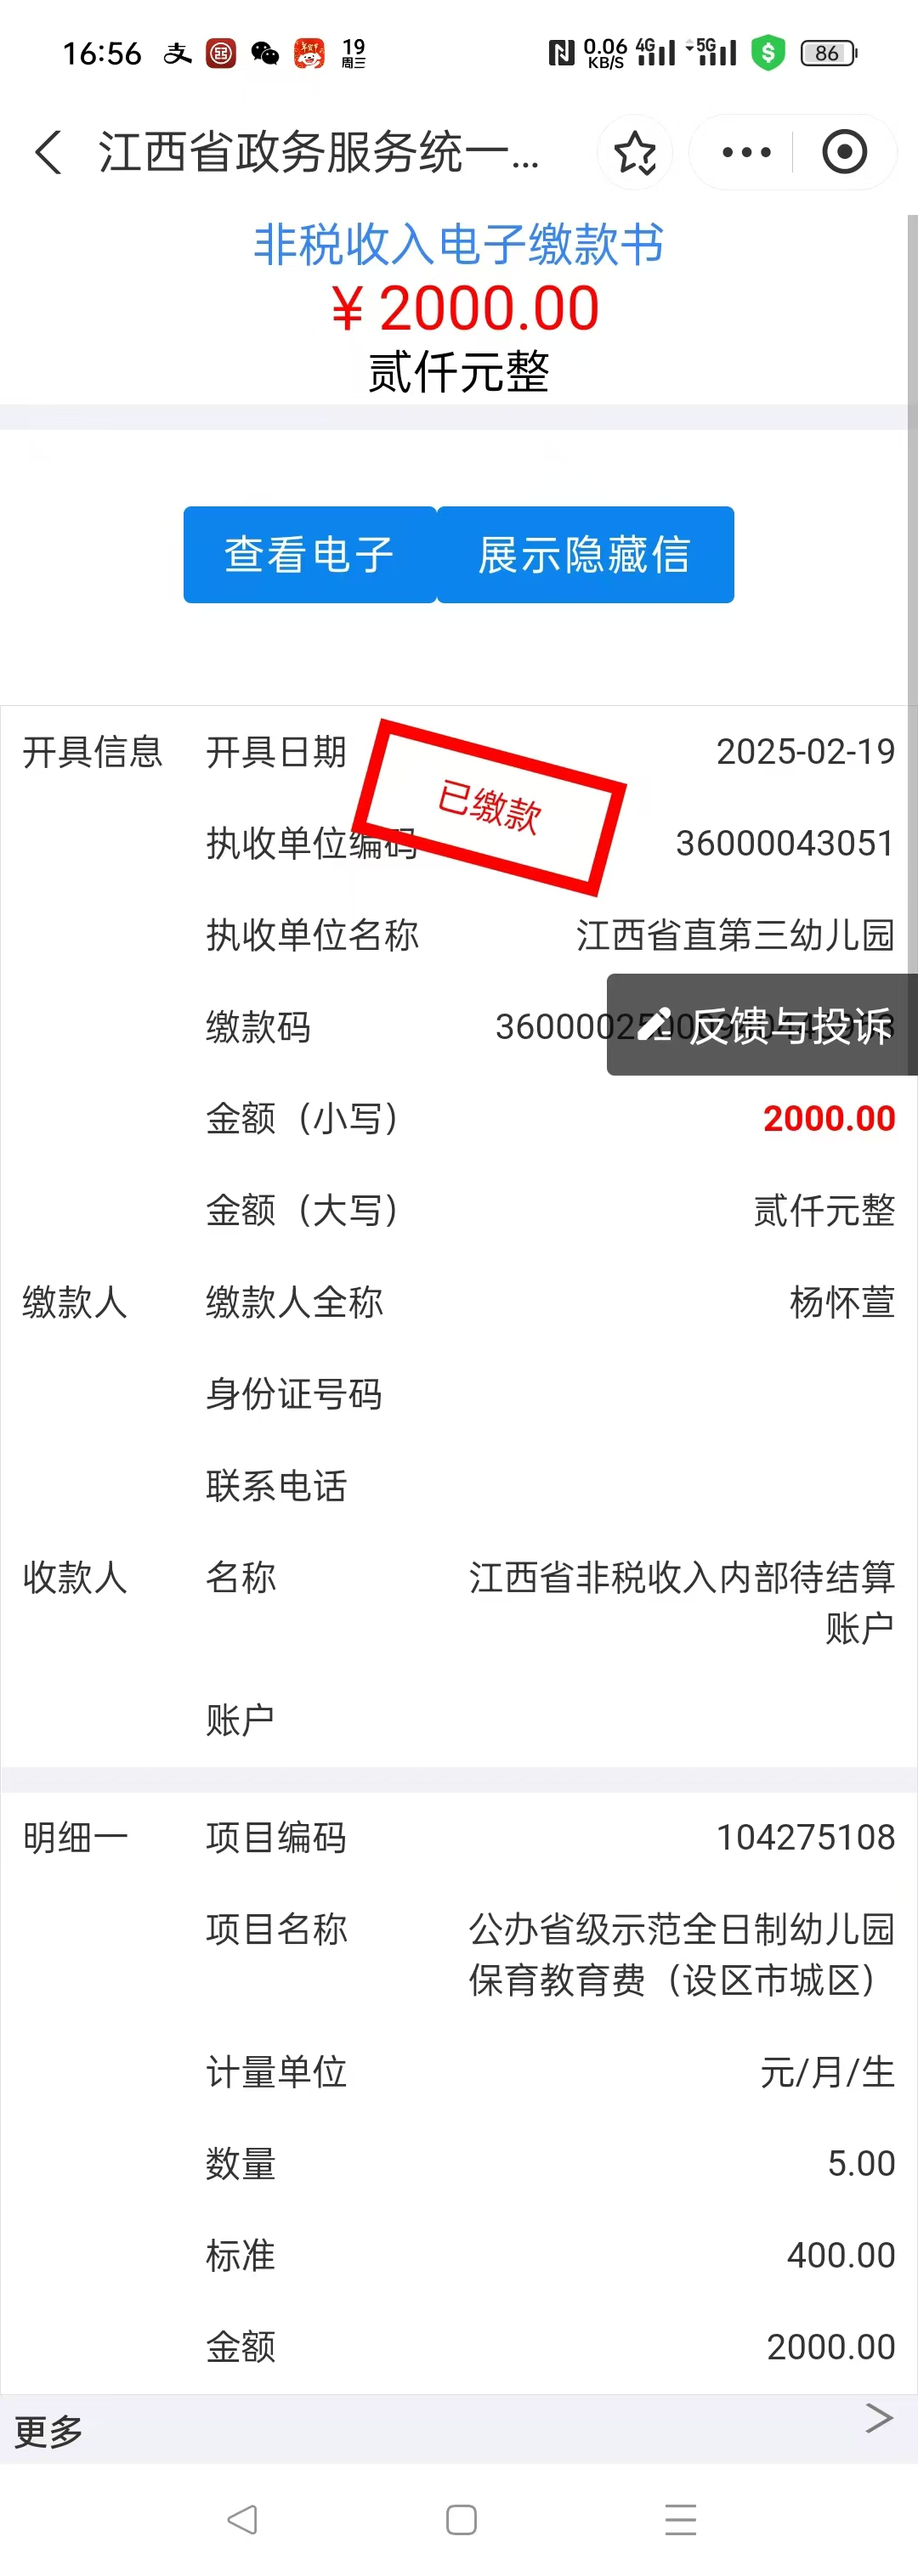 16:56 支 19 周三 0.06 KB/S 4G 5G 86
江西省政务服务统一...
非税收入电子缴款书
¥ 2000.00
贰仟元整
查看电子 展示隐藏信
开具信息 开具日期 2025-02-19
已缴款
执收单位编码 36000043051
执收单位名称 江西省直第三幼儿园
缴款码 3600002500
反馈与投诉
金额（小写） 2000.00
金额（大写） 贰仟元整
缴款人 缴款人全称 杨怀萱
身份证号码
联系电话
收款人 名称 江西省非税收入内部待结算
账户
账户
明细一 项目编码 104275108
项目名称 公办省级示范全日制幼儿园
保育教育费（设区市城区）
计量单位 元/月/生
数量 5.00
标准 400.00
金额 2000.00
更多